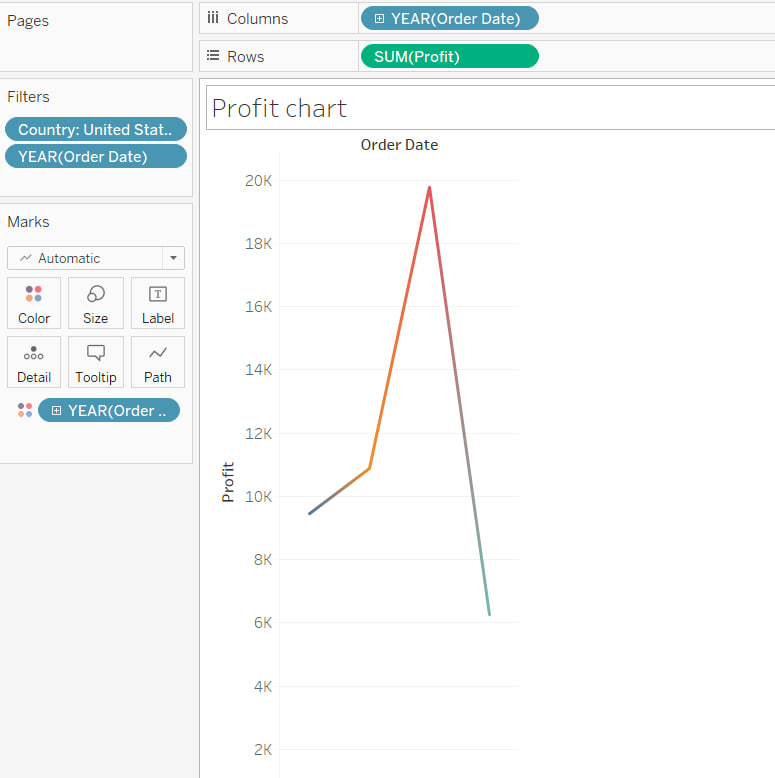 Pages
Columns
YEAR(Order Date)
Rows
SUM(Profit)
Filters
Country: United Stat..
YEAR(Order Date)
Marks
Automatic
Color
Size
Label
Detail
Tooltip
Path
YEAR(Order ..
Profit chart
Order Date
Profit
20K
18K
16K
14K
12K
10K
8K
6K
4K
2K